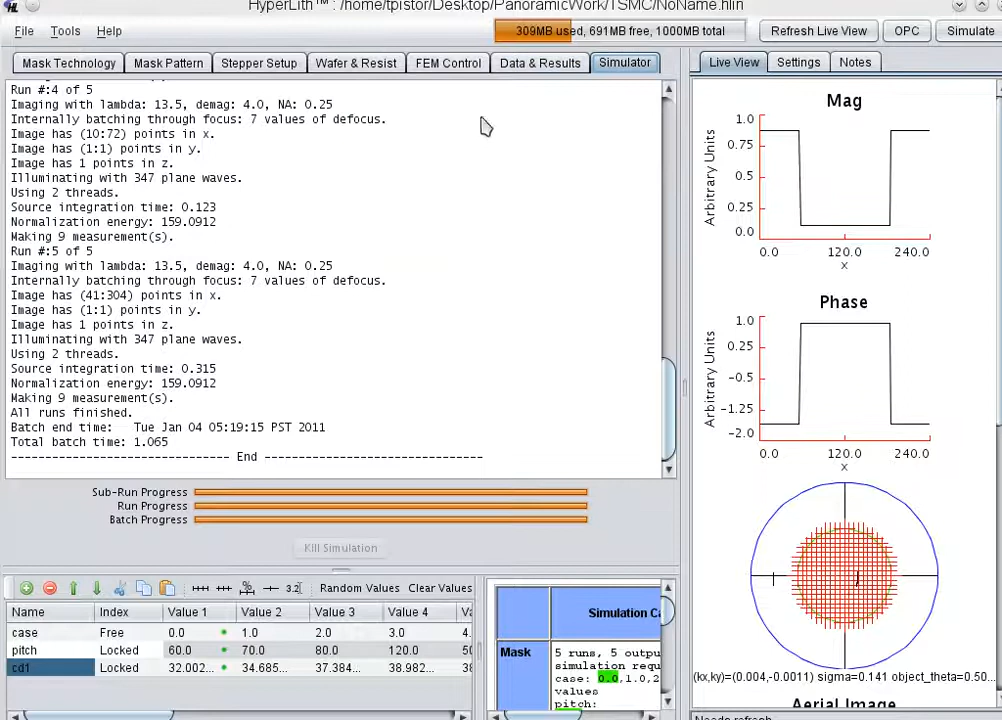 HyperLith™ : /home/tpistor/Desktop/PanoramicWork/TSMC/NoName.hlin
File Tools Help
309MB used, 691MB free, 1000MB total
Refresh Live View OPC Simulate
Mask Technology Mask Pattern Stepper Setup Wafer & Resist FEM Control Data & Results Simulator
Live View Settings Notes
Run #:4 of 5
Imaging with lambda: 13.5, demag: 4.0, NA: 0.25
Internally batching through focus: 7 values of defocus.
Image has (10:72) points in x.
Image has (1:1) points in y.
Image has 1 points in z.
Illuminating with 347 plane waves.
Using 2 threads.
Source integration time: 0.123
Normalization energy: 159.0912
Making 9 measurement(s).
Run #:5 of 5
Imaging with lambda: 13.5, demag: 4.0, NA: 0.25
Internally batching through focus: 7 values of defocus.
Image has (41:304) points in x.
Image has (1:1) points in y.
Image has 1 points in z.
Illuminating with 347 plane waves.
Using 2 threads.
Source integration time: 0.315
Normalization energy: 159.0912
Making 9 measurement(s).
All runs finished.
Batch end time: Tue Jan 04 05:19:15 PST 2011
Total batch time: 1.065
------------------------------- End -------------------------------
Sub-Run Progress
Run Progress
Batch Progress
Kill Simulation
3.2 Random Values Clear Values
Name Index Value 1 Value 2 Value 3 Value 4
case Free 0.0 1.0 2.0 3.0 4.
pitch Locked 60.0 70.0 80.0 120.0 50
cd1 Locked 32.002... 34.685... 37.384... 38.982... 38
Simulation Ca
Mask
5 runs, 5 outpu
simulation requ
case: 0.0,1.0,2
values
pitch:
Mag
Arbitrary Units
1.0
0.75
0.5
0.25
0.0
0.0 120.0 240.0
x
Phase
Arbitrary Units
1.0
0.25
-0.5
-1.25
-2.0
0.0 120.0 240.0
x
(kx,ky)=(0.004,-0.0011) sigma=0.141 object_theta=0.50...
Aerial Image
Needs refresh